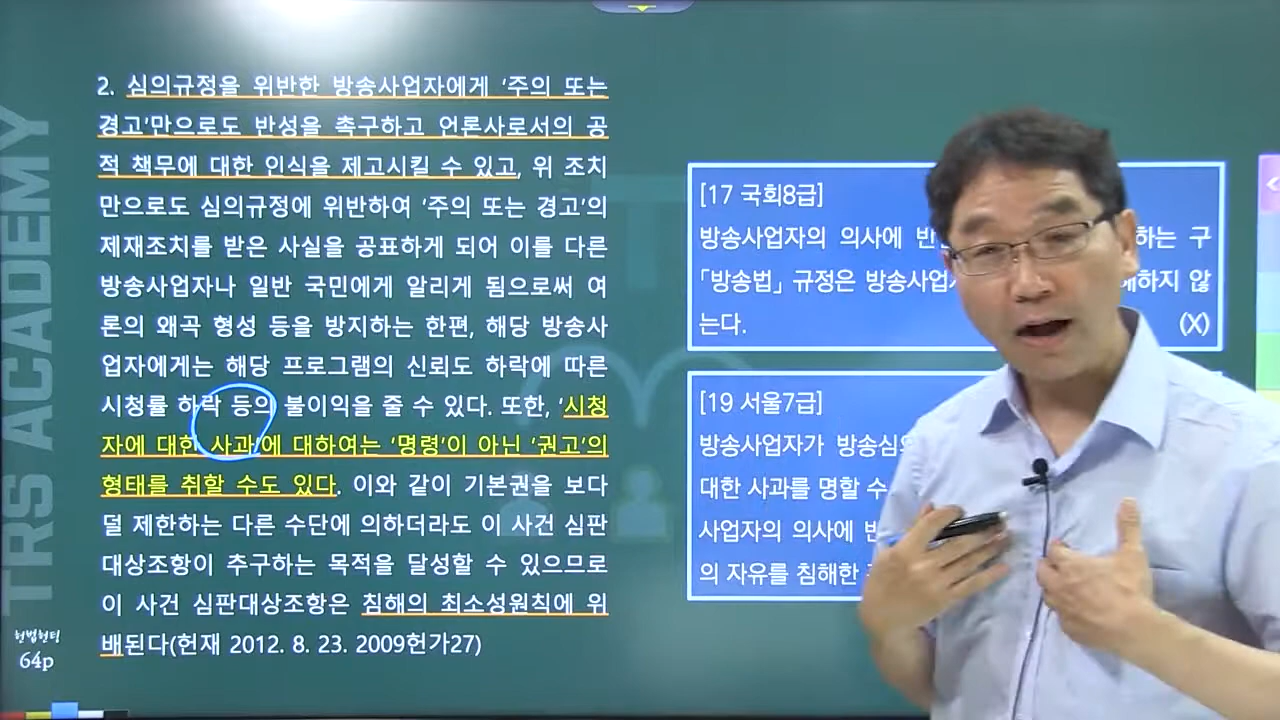 2. 심의규정을 위반한 방송사업자에게 ‘주의 또는
경고’만으로도 반성을 촉구하고 언론사로서의 공
적 책무에 대한 인식을 제고시킬 수 있고, 위 조치
만으로도 심의규정에 위반하여 ‘주의 또는 경고’의
제재조치를 받은 사실을 공표하게 되어 이를 다른
방송사업자나 일반 국민에게 알리게 됨으로써 여
론의 왜곡 형성 등을 방지하는 한편, 해당 방송사
업자에게는 해당 프로그램의 신뢰도 하락에 따른
시청률 하락 등의 불이익을 줄 수 있다. 또한, ‘시청
자에 대한 사과’에 대하여는 ‘명령’이 아닌 ‘권고’의
형태를 취할 수도 있다. 이와 같이 기본권을 보다
덜 제한하는 다른 수단에 의하더라도 이 사건 심판
대상조항이 추구하는 목적을 달성할 수 있으므로
이 사건 심판대상조항은 침해의 최소성원칙에 위
배된다(헌재 2012. 8. 23. 2009헌가27)
[17 국회8급]
방송사업자의 의사에 하는 구
「방송법」 규정은 하지 않
는다. (X)
[19 서울7급]
방송사업자가
대한 사과를 명할 수
사업자의 의사에
의 자유를 침해한
TRS ACADEMY
헌법헌팅
64p